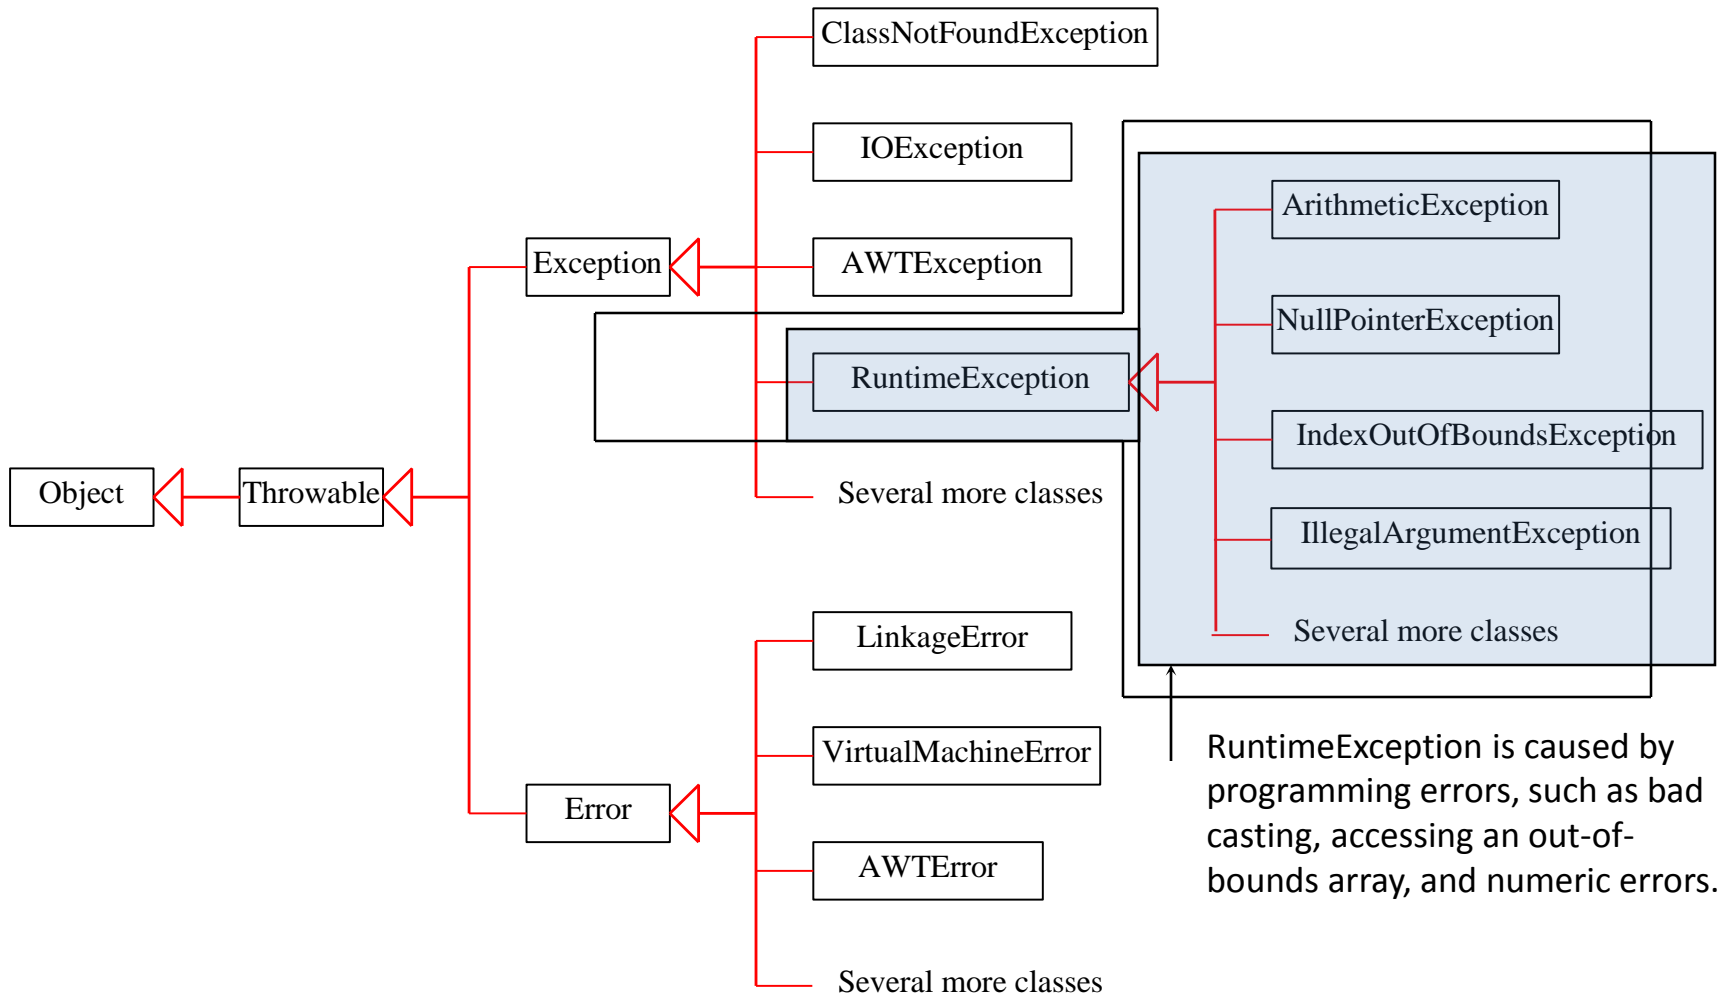 ClassNotFoundException
IOException
ArithmeticException
Exception
AWTException
NullPointerException
RuntimeException
IndexOutOfBoundsException
Object
Throwable
Several more classes
IllegalArgumentException
Several more classes
LinkageError
VirtualMachineError
RuntimeException is caused by
programming errors, such as bad
casting, accessing an out-of-
bounds array, and numeric errors.
Error
AWTError
Several more classes